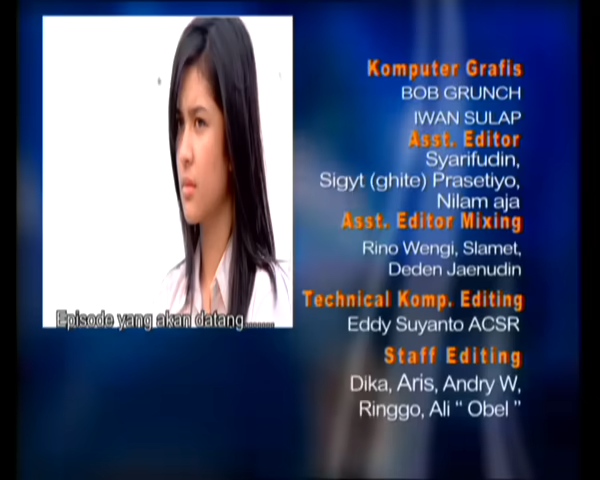 Komputer Grafis
BOB GRUNCH
IWAN SULAP
Asst. Editor
Syarifudin,
Sigyt (ghite) Prasetiyo,
Nilam aja
Asst. Editor Mixing
Rino Wengi, Slamet,
Deden Jaenudin
Technical Komp. Editing
Eddy Suyanto ACSR
Staff Editing
Dika, Aris, Andry W,
Ringgo, Ali “ Obel ”
Episode yang akan datang.......